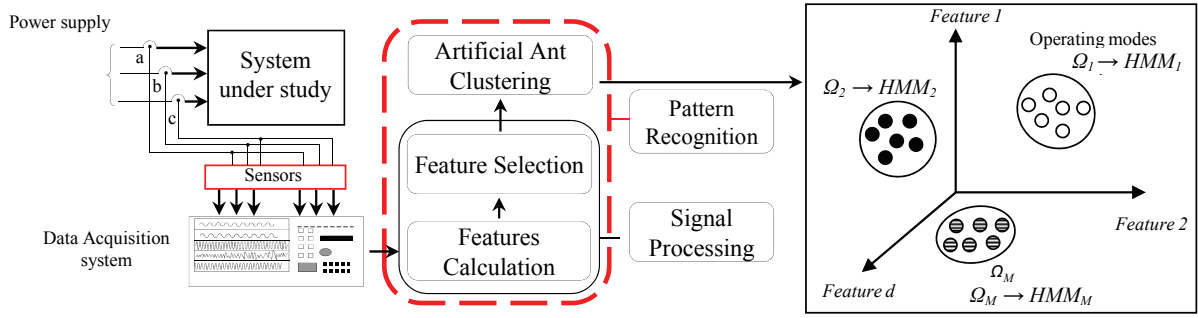 Power supply
a
b
c
System
under study
Sensors
Data Acquisition
system
Artificial Ant
Clustering
Feature Selection
Features
Calculation
Pattern
Recognition
Signal
Processing
Feature 1
Operating modes
Ω1 → HMM1
Ω2 → HMM2
Feature 2
Feature d
ΩM
ΩM → HMMM